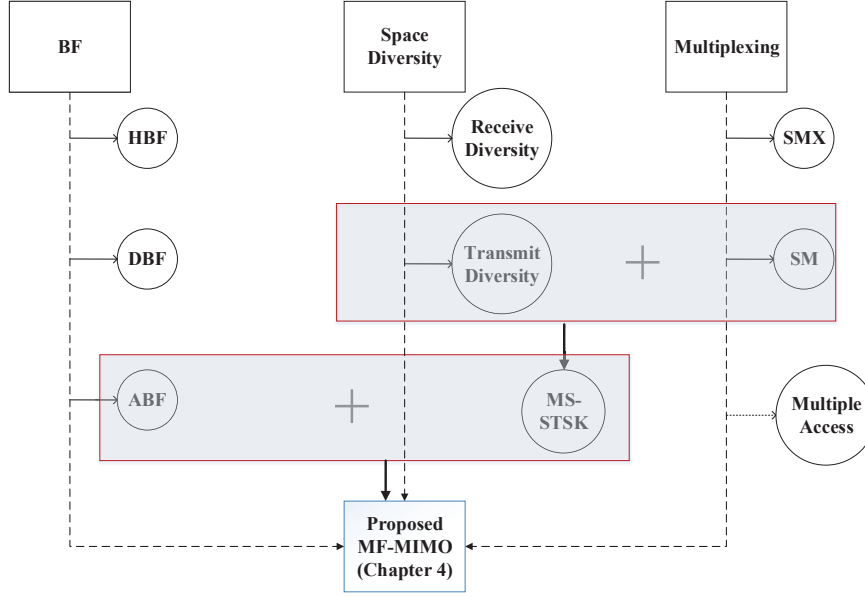 BF
Space
Diversity
Multiplexing
HBF
Receive
Diversity
SMX
DBF
Transmit
Diversity
+
SM
ABF
+
MS-
STSK
Multiple
Access
Proposed
MF-MIMO
(Chapter 4)